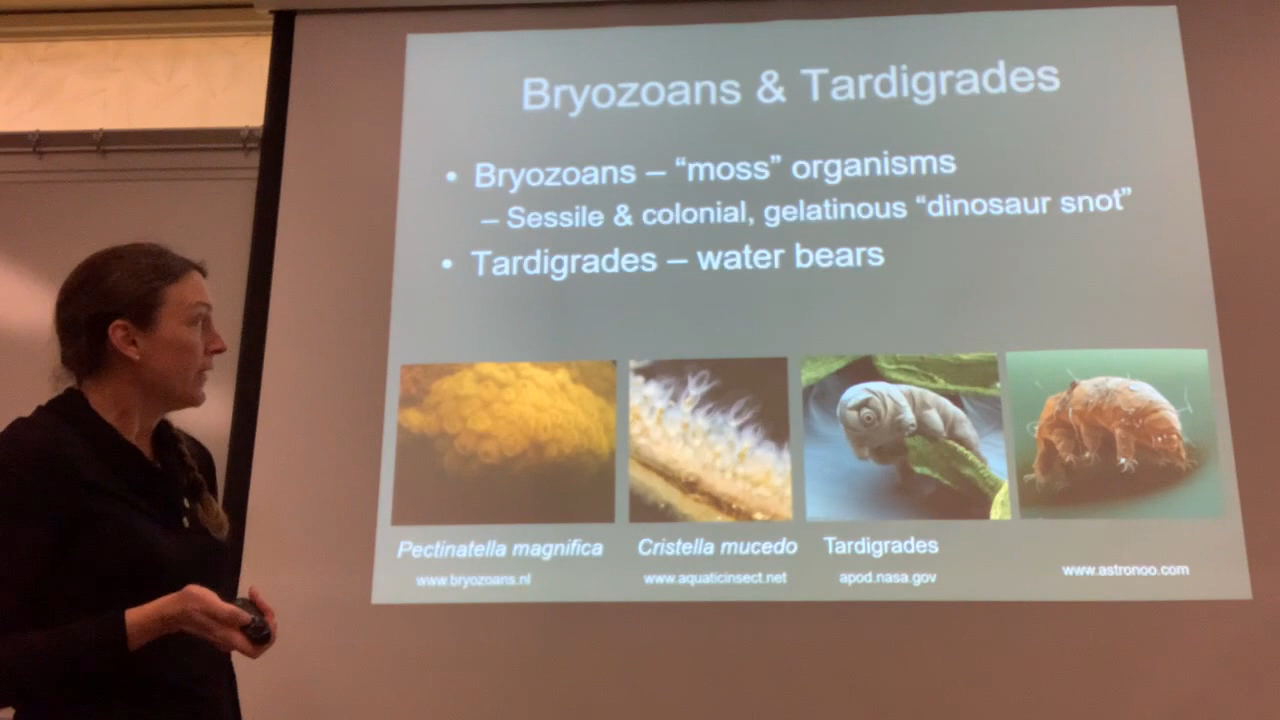 Bryozoans & Tardigrades
• Bryozoans – “moss” organisms
– Sessile & colonial, gelatinous “dinosaur snot”
• Tardigrades – water bears
Pectinatella magnifica
Cristella mucedo
Tardigrades
www.bryozoans.nl
www.aquaticinsect.net
apod.nasa.gov
www.astronoo.com